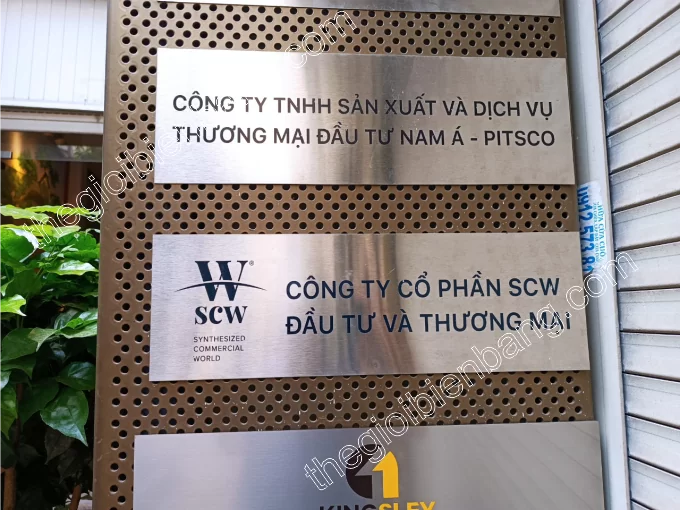 CÔNG TY TNHH SẢN XUẤT VÀ DỊCH VỤ
THƯƠNG MẠI ĐẦU TƯ NAM Á - PITSCO
W®
SCW
SYNTHESIZED
COMMERCIAL
WORLD
CÔNG TY CỔ PHẦN SCW
ĐẦU TƯ VÀ THƯƠNG MẠI
KINGSLEY
thegioibienbang.com
thegioibienbang.com